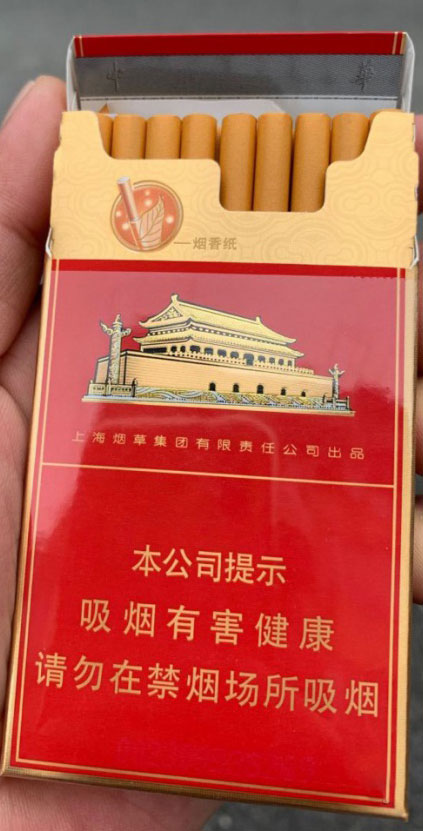 中 華
一烟香纸
上海烟草集团有限责任公司出品
本公司提示
吸烟有害健康
请勿在禁烟场所吸烟